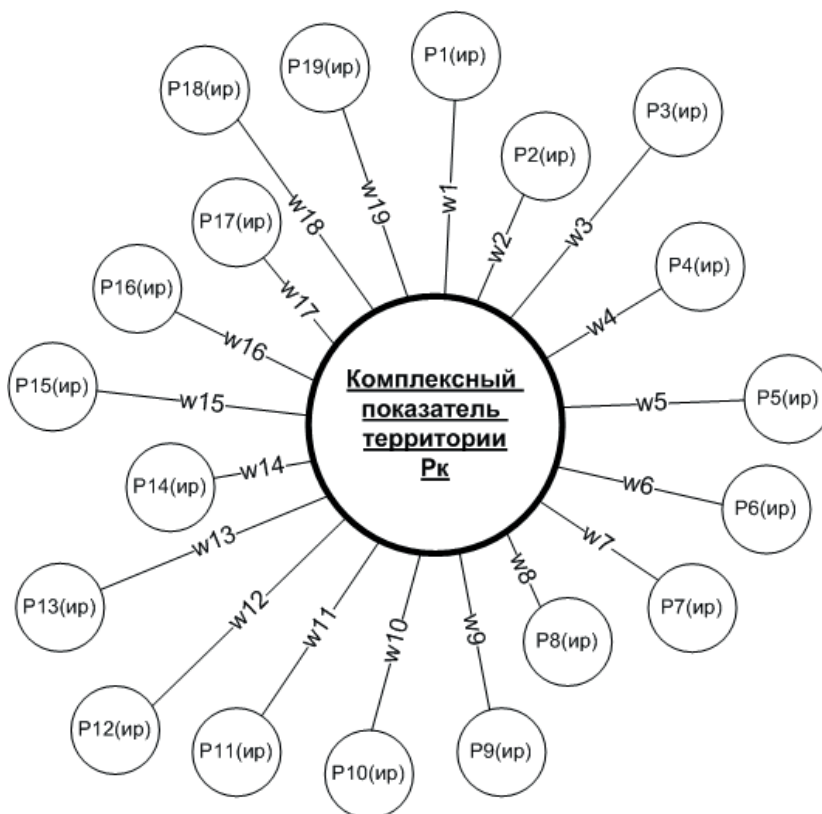 P1(ир)
P2(ир)
P3(ир)
P4(ир)
P5(ир)
P6(ир)
P7(ир)
P8(ир)
P9(ир)
P10(ир)
P11(ир)
P12(ир)
P13(ир)
P14(ир)
P15(ир)
P16(ир)
P17(ир)
P18(ир)
P19(ир)
w1
w2
w3
w4
w5
w6
w7
w8
w9
w10
w11
w12
w13
w14
w15
w16
w17
w18
w19
Комплексный
показатель
территории
Рк